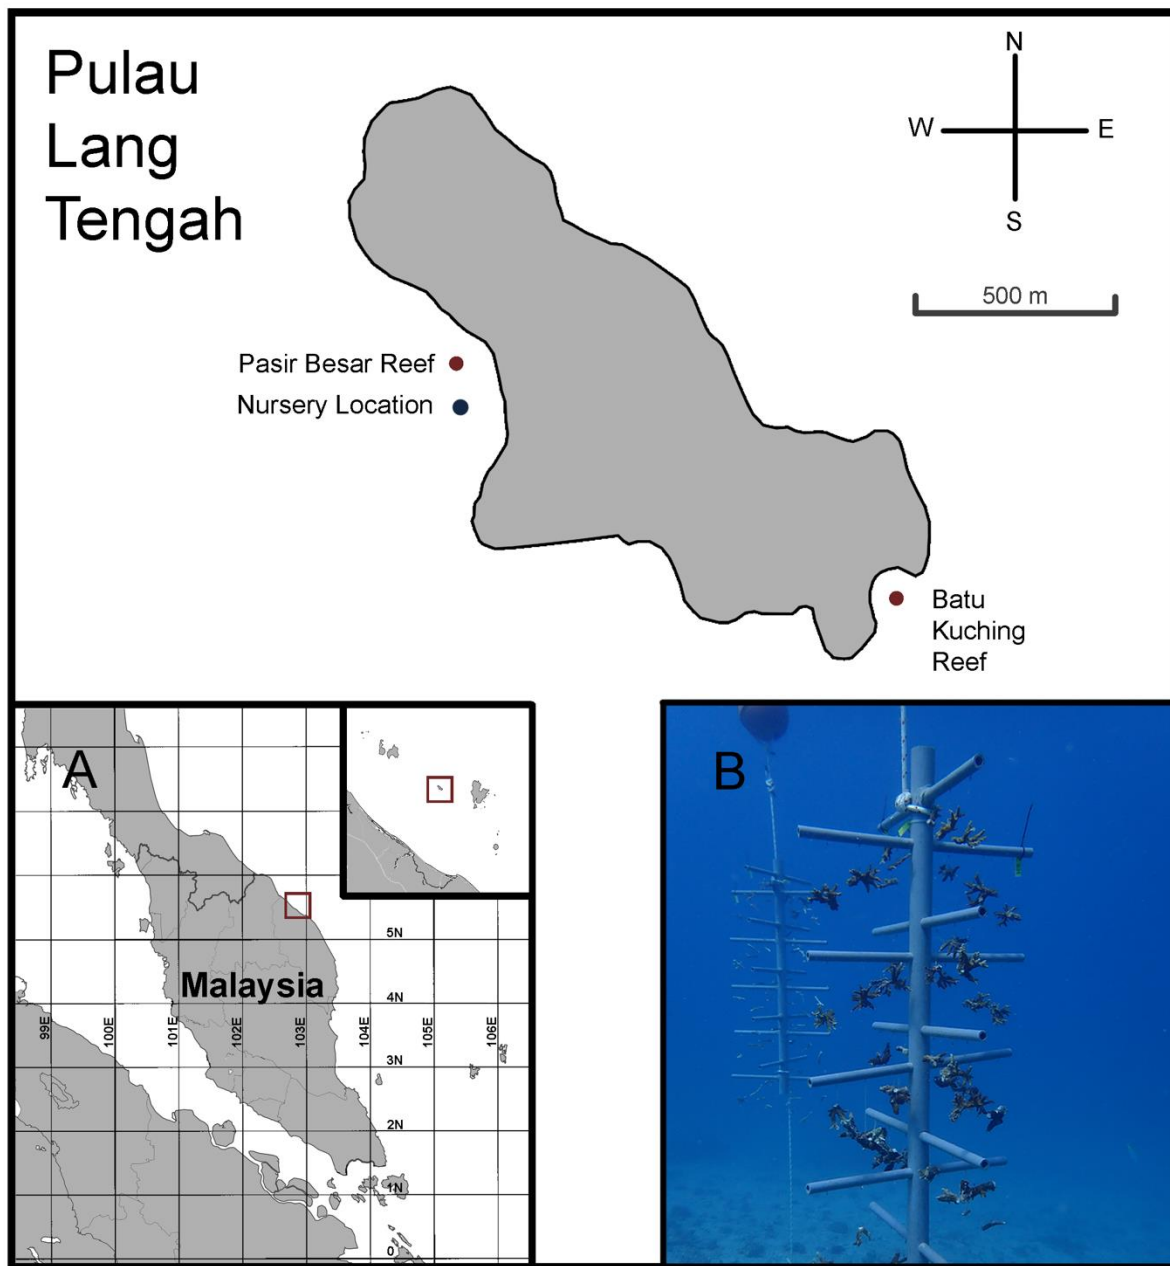 Pulau
Lang
Tengah
N
W
E
S
500 m
Pasir Besar Reef
Nursery Location
Batu
Kuching
Reef
A
Malaysia
5N
4N
3N
2N
1N
0
99E
100E
101E
102E
103E
104E
105E
106E
B